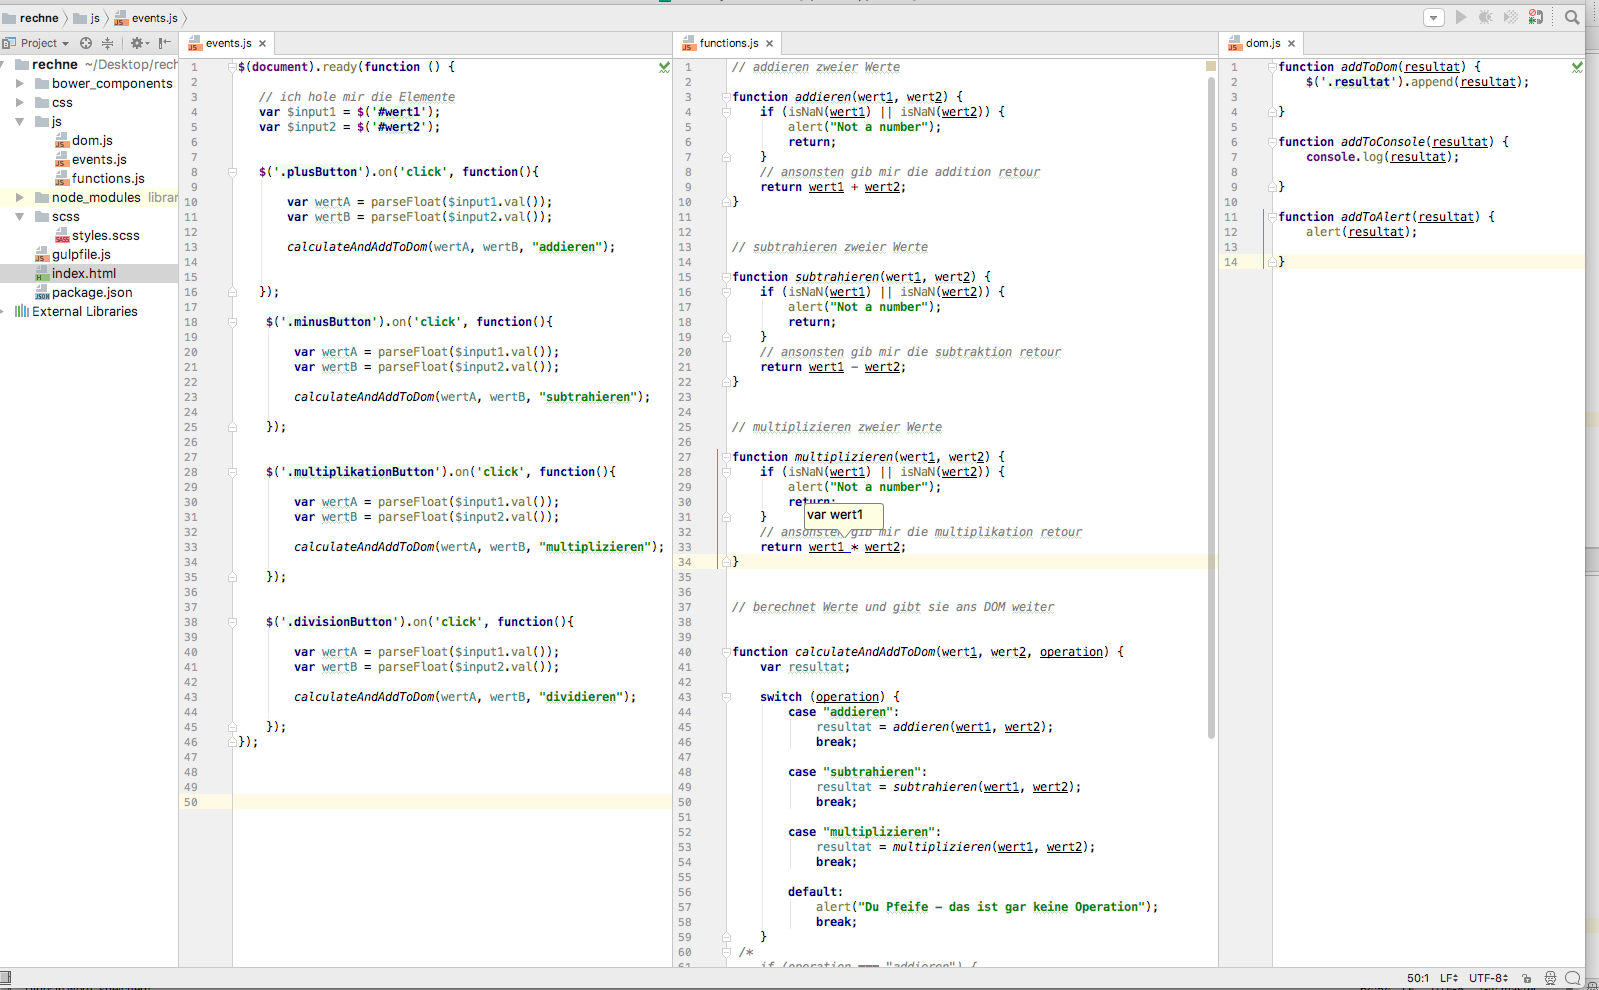 rechne
js
events.js
Project
events.js
functions.js
dom.js
rechne ~/Desktop/rech
bower_components
css
js
dom.js
events.js
functions.js
node_modules librar
scss
styles.scss
gulpfile.js
index.html
package.json
External Libraries
1 $(document).ready(function () {
2
3 // ich hole mir die Elemente
4 var $input1 = $('#wert1');
5 var $input2 = $('#wert2');
6
7
8 $('.plusButton').on('click', function(){
9
10 var wertA = parseFloat($input1.val());
11 var wertB = parseFloat($input2.val());
12
13 calculateAndAddToDom(wertA, wertB, "addieren");
14
15
16 });
17
18 $('.minusButton').on('click', function(){
19
20 var wertA = parseFloat($input1.val());
21 var wertB = parseFloat($input2.val());
22
23 calculateAndAddToDom(wertA, wertB, "subtrahieren");
24
25 });
26
27
28 $('.multiplikationButton').on('click', function(){
29
30 var wertA = parseFloat($input1.val());
31 var wertB = parseFloat($input2.val());
32
33 calculateAndAddToDom(wertA, wertB, "multiplizieren");
34
35 });
36
37
38 $('.divisionButton').on('click', function(){
39
40 var wertA = parseFloat($input1.val());
41 var wertB = parseFloat($input2.val());
42
43 calculateAndAddToDom(wertA, wertB, "dividieren");
44
45 });
46 });
47
48
49
50
1 // addieren zweier Werte
2
3 function addieren(wert1, wert2) {
4 if (isNaN(wert1) || isNaN(wert2)) {
5 alert("Not a number");
6 return;
7 }
8 // ansonsten gib mir die addition retour
9 return wert1 + wert2;
10 }
11
12
13 // subtrahieren zweier Werte
14
15 function subtrahieren(wert1, wert2) {
16 if (isNaN(wert1) || isNaN(wert2)) {
17 alert("Not a number");
18 return;
19 }
20 // ansonsten gib mir die subtraktion retour
21 return wert1 - wert2;
22 }
23
24
25 // multiplizieren zweier Werte
26
27 function multiplizieren(wert1, wert2) {
28 if (isNaN(wert1) || isNaN(wert2)) {
29 alert("Not a number");
30 return;
var wert1
31 }
32 // ansonsten gib mir die multiplikation retour
33 return wert1 * wert2;
34 }
35
36
37 // berechnet Werte und gibt sie ans DOM weiter
38
39
40 function calculateAndAddToDom(wert1, wert2, operation) {
41 var resultat;
42
43 switch (operation) {
44 case "addieren":
45 resultat = addieren(wert1, wert2);
46 break;
47
48 case "subtrahieren":
49 resultat = subtrahieren(wert1, wert2);
50 break;
51
52 case "multiplizieren":
53 resultat = multiplizieren(wert1, wert2);
54 break;
55
56 default:
57 alert("Du Pfeife – das ist gar keine Operation");
58 break;
59 }
60 /*
61 if (operation === "addieren") {
1 function addToDom(resultat) {
2 $('.resultat').append(resultat);
3
4 }
5
6 function addToConsole(resultat) {
7 console.log(resultat);
8
9 }
10
11 function addToAlert(resultat) {
12 alert(resultat);
13
14 }
50:1 LF UTF-8